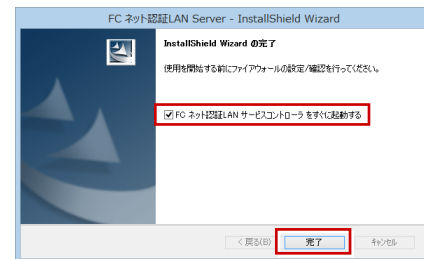 FC ネット認証LAN Server - InstallShield Wizard
InstallShield Wizard の完了
使用を開始する前にファイアウォールの設定/確認を行ってください。
FC ネット認証LAN サービスコントローラ をすぐに起動する
< 戻る(B)
完了
キャンセル